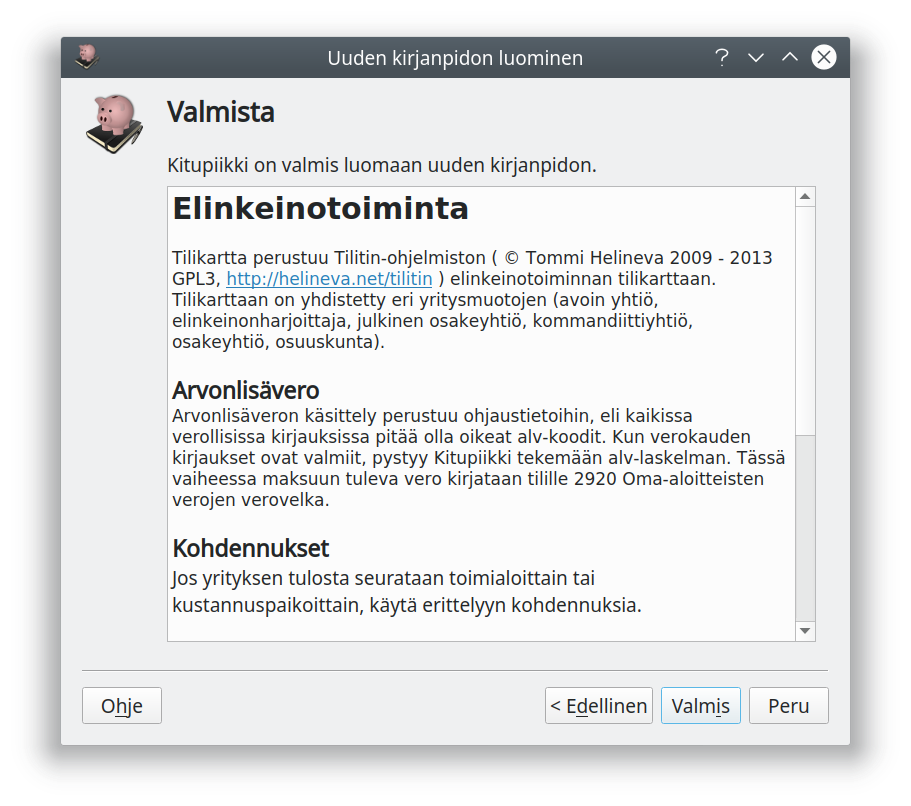 Uuden kirjanpidon luominen
Valmista
Kitupiikki on valmis luomaan uuden kirjanpidon.
Elinkeinotoiminta
Tilikartta perustuu Tilitin-ohjelmiston ( © Tommi Helineva 2009 - 2013
GPL3, http://helineva.net/tilitin ) elinkeinotoiminnan tilikarttaan.
Tilikarttaan on yhdistetty eri yritysmuotojen (avoin yhtiö,
elinkeinonharjoittaja, julkinen osakeyhtiö, kommandiittiyhtiö,
osakeyhtiö, osuuskunta).
Arvonlisävero
Arvonlisäveron käsittely perustuu ohjaustietoihin, eli kaikissa
verollisissa kirjauksissa pitää olla oikeat alv-koodit. Kun verokauden
kirjaukset ovat valmiit, pystyy Kitupiikki tekemään alv-laskelman. Tässä
vaiheessa maksuun tuleva vero kirjataan tilille 2920 Oma-aloitteisten
verojen verovelka.
Kohdennukset
Jos yrityksen tulosta seurataan toimialoittain tai
kustannuspaikoittain, käytä erittelyyn kohdennuksia.
Ohje
< Edellinen
Valmis
Peru